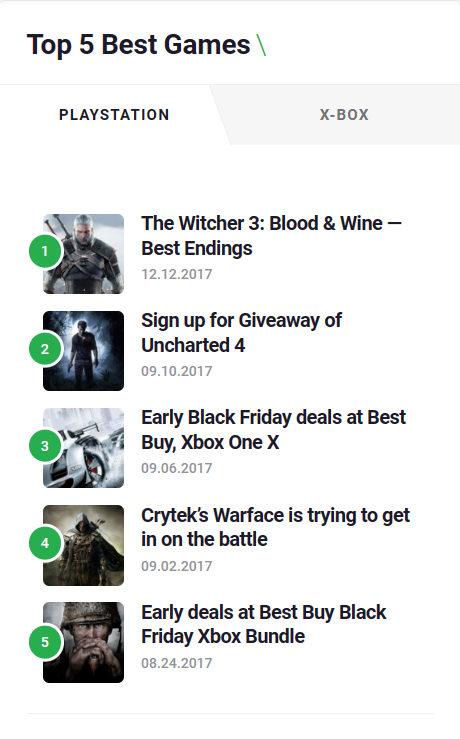 Top 5 Best Games \
PLAYSTATION
X-BOX
1
The Witcher 3: Blood & Wine —
Best Endings
12.12.2017
2
Sign up for Giveaway of
Uncharted 4
09.10.2017
3
Early Black Friday deals at Best
Buy, Xbox One X
09.06.2017
4
Crytek’s Warface is trying to get
in on the battle
09.02.2017
5
Early deals at Best Buy Black
Friday Xbox Bundle
08.24.2017